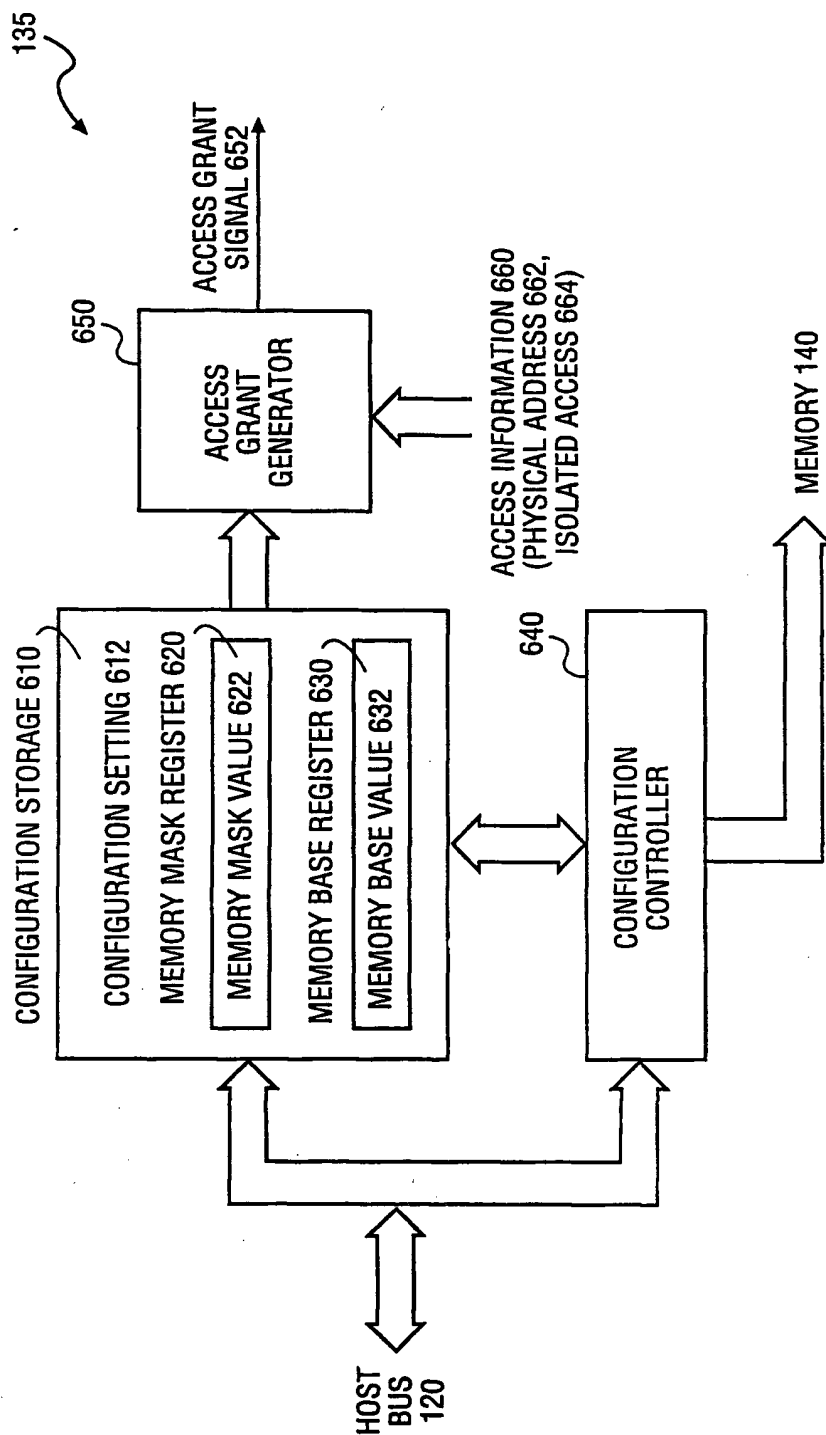 135
CONFIGURATION STORAGE 610
CONFIGURATION SETTING 612
MEMORY MASK REGISTER 620
MEMORY MASK VALUE 622
MEMORY BASE REGISTER 630
MEMORY BASE VALUE 632
650
ACCESS
GRANT
GENERATOR
ACCESS GRANT
SIGNAL 652
ACCESS INFORMATION 660
(PHYSICAL ADDRESS 662,
ISOLATED ACCESS 664)
HOST
BUS
120
640
CONFIGURATION
CONTROLLER
MEMORY 140